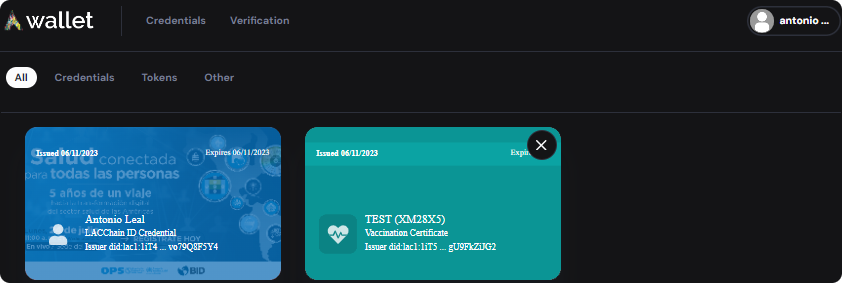 wallet
Credentials
Verification
antonio ...
All
Credentials
Tokens
Other
Issued 06/11/2023
Expires 06/11/2023
Salud conectada
para todas las personas
5 años de un viaje
Antonio Leal
LACChain ID Credential
Issuer did:lac1:1iT4 ... vo79Q8F5Y4
REGÍSTRATE HOY
OPS
BID
Issued 06/11/2023
TEST (XM28X5)
Vaccination Certificate
Issuer did:lac1:1iT5 ... gU9FkZiJG2